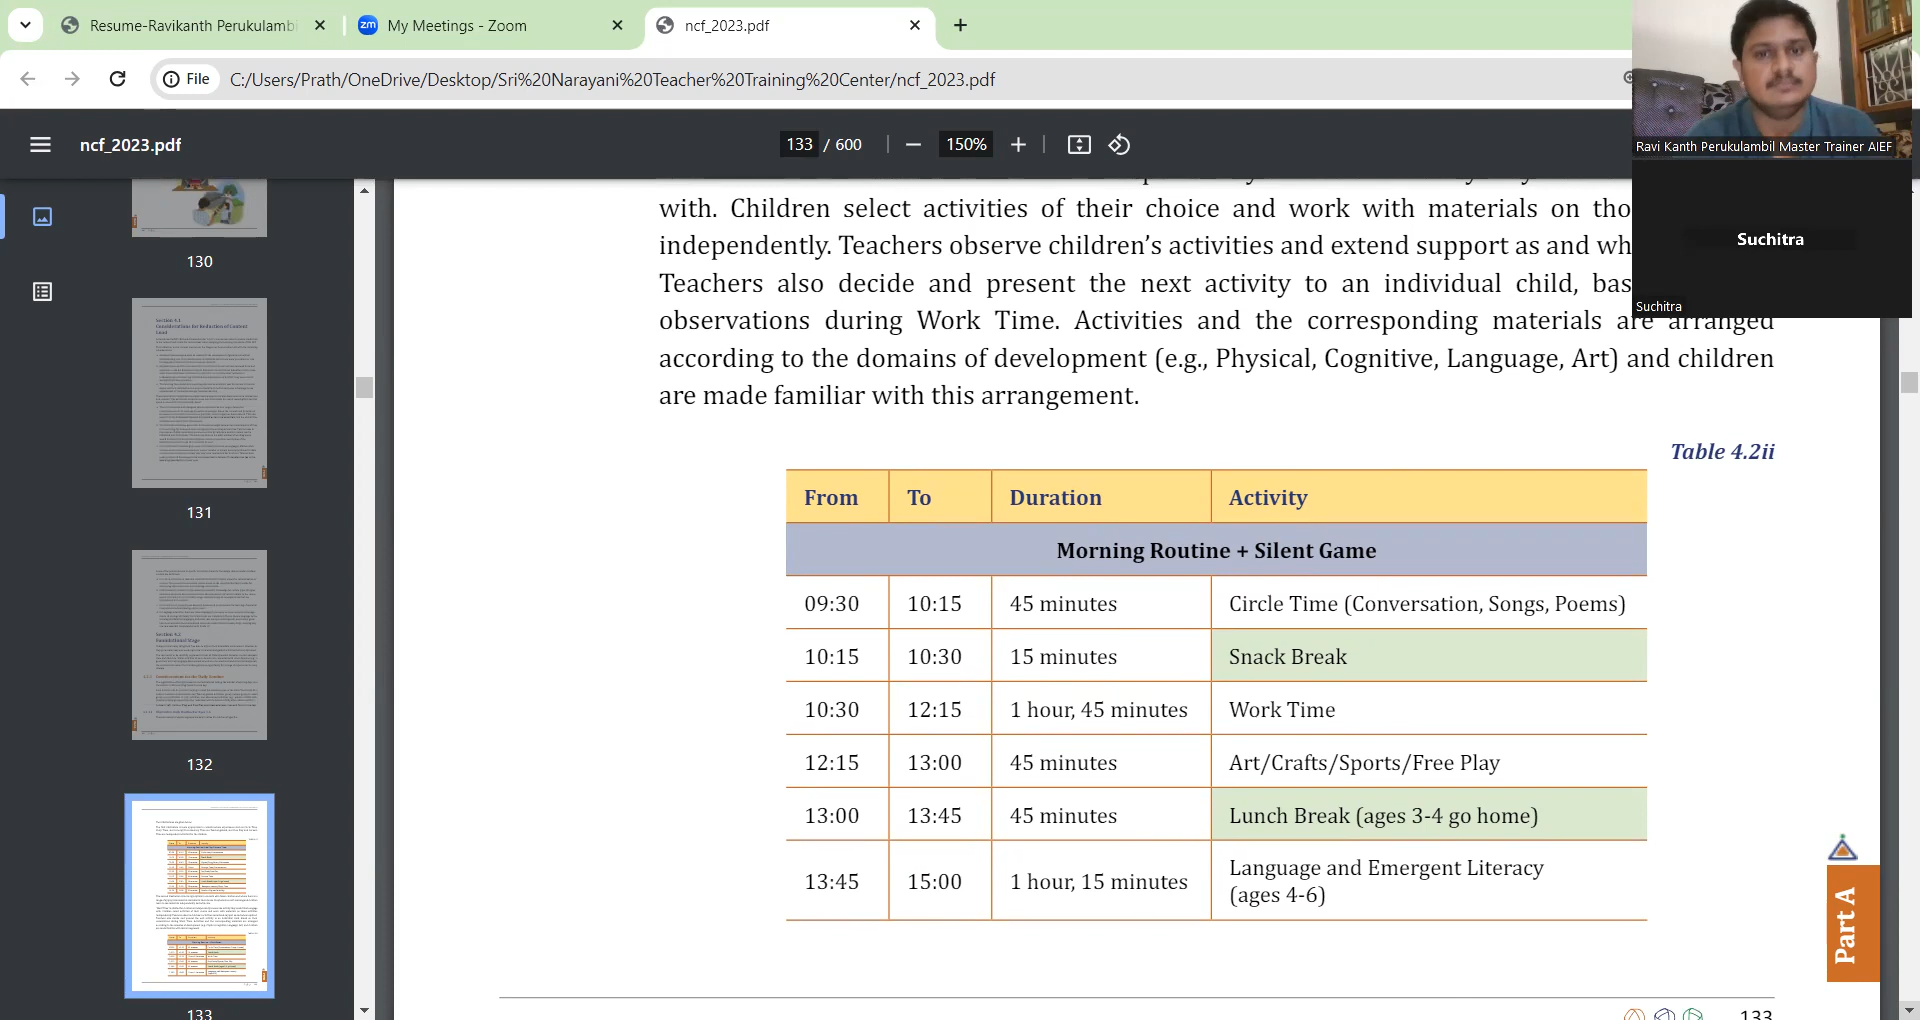 Resume-Ravikanth Perukulambi
My Meetings - Zoom
ncf_2023.pdf
File
C:/Users/Prath/OneDrive/Desktop/Sri%20Narayani%20Teacher%20Training%20Center/ncf_2023.pdf
ncf_2023.pdf
133 / 600
150%
Ravi Kanth Perukulambil Master Trainer AIEF
Suchitra
Suchitra
130
131
132
133
with. Children select activities of their choice and work with materials on tho
independently. Teachers observe children's activities and extend support as and wh
Teachers also decide and present the next activity to an individual child, bas
observations during Work Time. Activities and the corresponding materials are arranged
according to the domains of development (e.g., Physical, Cognitive, Language, Art) and children
are made familiar with this arrangement.
Table 4.2ii
From To Duration Activity
Morning Routine + Silent Game
09:30 10:15 45 minutes Circle Time (Conversation, Songs, Poems)
10:15 10:30 15 minutes Snack Break
10:30 12:15 1 hour, 45 minutes Work Time
12:15 13:00 45 minutes Art/Crafts/Sports/Free Play
13:00 13:45 45 minutes Lunch Break (ages 3-4 go home)
13:45 15:00 1 hour, 15 minutes Language and Emergent Literacy
(ages 4-6)
Part A
133